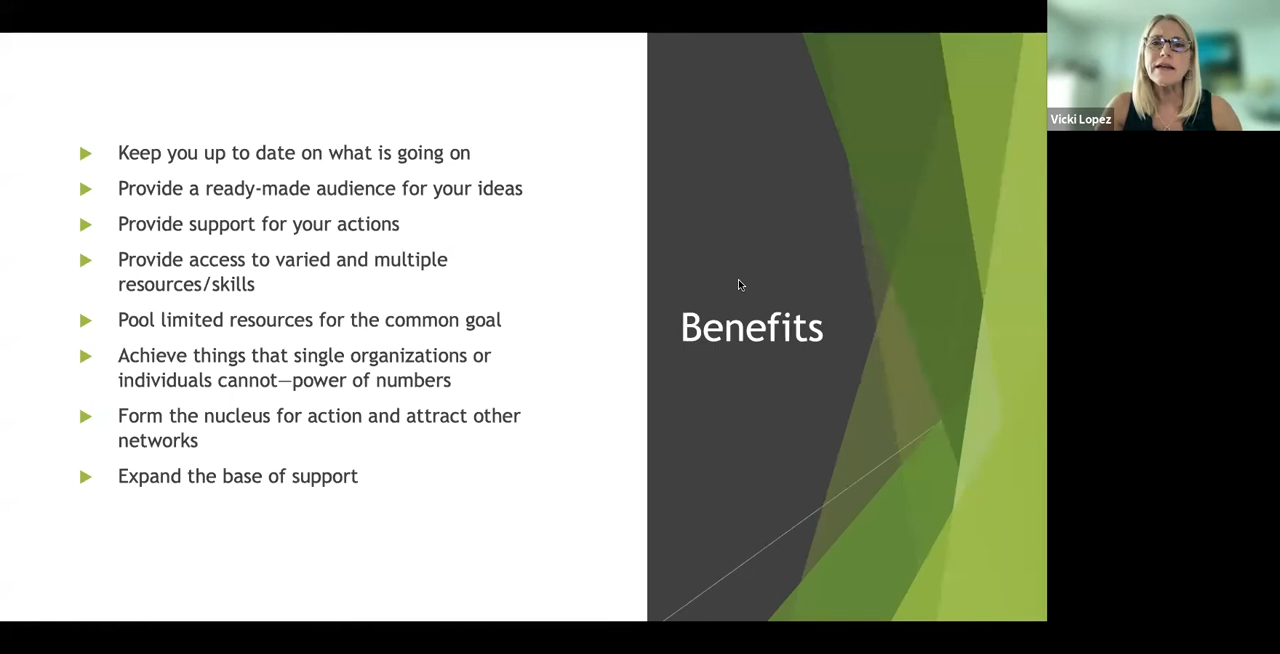 Keep you up to date on what is going on
Provide a ready-made audience for your ideas
Provide support for your actions
Provide access to varied and multiple
resources/skills
Pool limited resources for the common goal
Achieve things that single organizations or
individuals cannot—power of numbers
Form the nucleus for action and attract other
networks
Expand the base of support
Benefits
Vicki Lopez